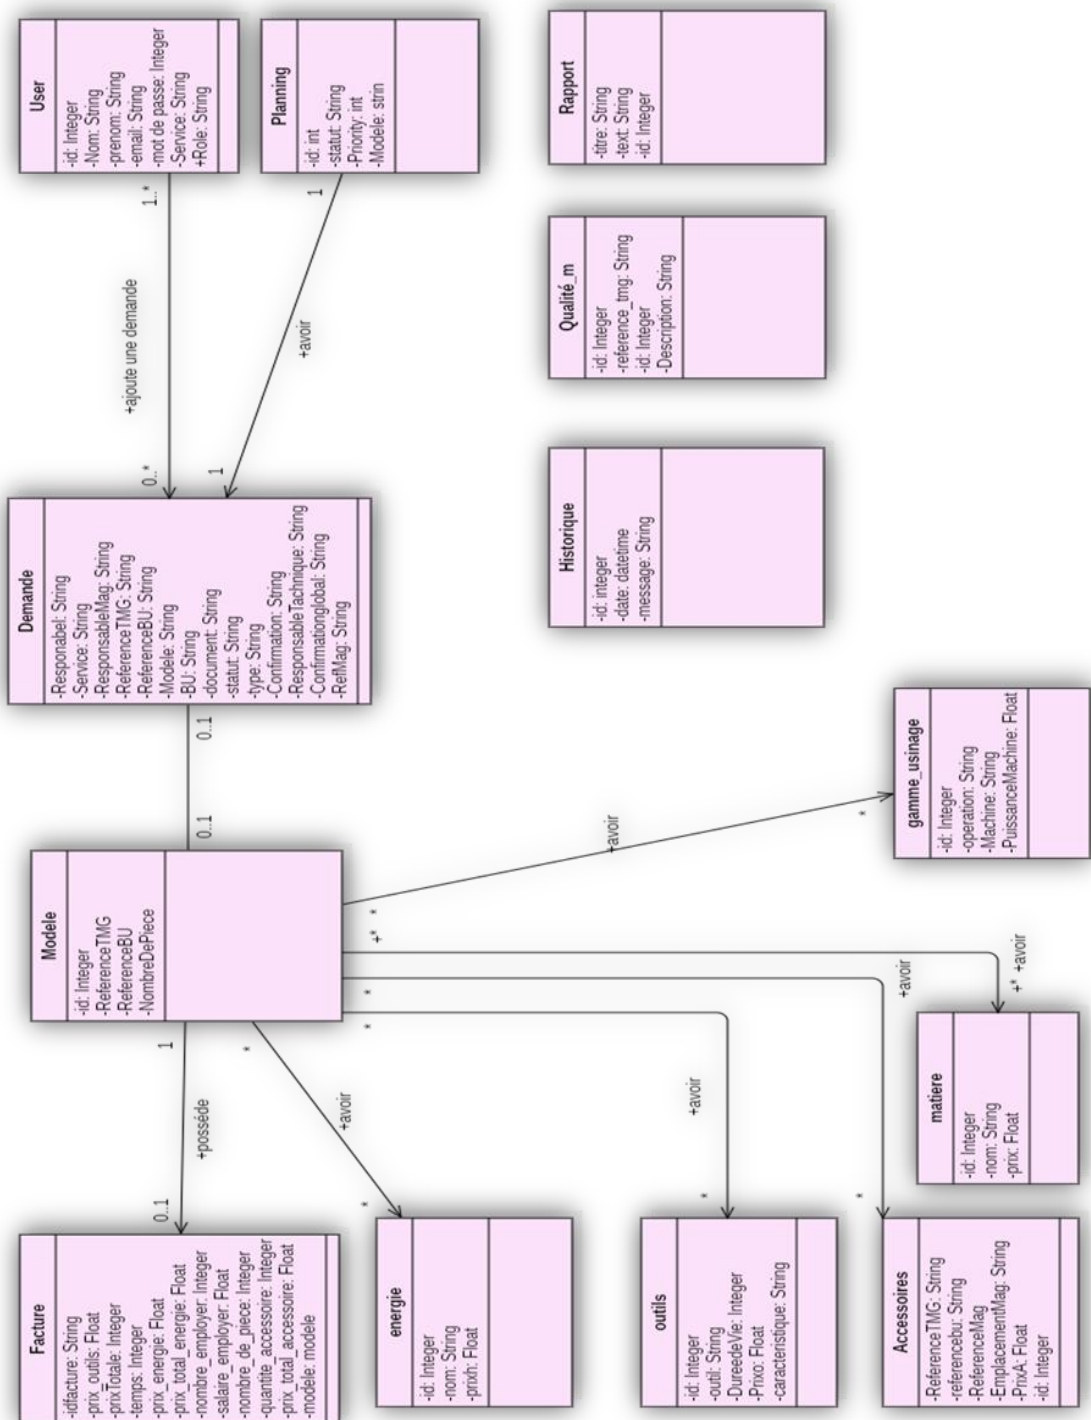 User
-id: Integer
-Nom: String
-prenom: String
-email: String
-mot de passe: Integer
-Service: String
+Role: String
Planning
-id: int
-statut: String
-Priority: int
-Modele: strin
1..*
+ajoute une demande
0..*
1
+avoir
1
Demande
-Responabel: String
-Service: String
-ResponsableMag: String
-ReferenceTMG: String
-ReferenceBU: String
-Modele: String
-BU: String
-document: String
-statut: String
-type: String
-Confirmation: String
-ResponsableTachnique: String
-Confirmationglobal: String
-RefMag: String
0..1
0..1
Modele
-id: Integer
-ReferenceTMG
-ReferenceBU
-NombreDePiece
1
+posséde
0..1
*
+avoir
*
*
+avoir
*
*
+avoir
*
+*
+avoir
+*
*
+avoir
*
Facture
-idfacture: String
-prix_outils: Float
-prixTotale: Integer
-temps: Integer
-prix_energie: Float
-prix_total_energie: Float
-nombre_employer: Integer
-salaire_employer: Float
-nombre_de_piece: Integer
-quantite_accessoire: Integer
-prix_total_accessoire: Float
-modele: modele
energie
-id: Integer
-nom: String
-prixh: Float
outils
-id: Integer
-outil: String
-DureedeVie: Integer
-Prixo: Float
-caracteristique: String
Accessoires
-ReferenceTMG: String
-referencebu: String
-ReferenceMag
-EmplacementMag: String
-PrixA: Float
-id: Integer
matiere
-id: Integer
-nom: String
-prix: Float
gamme_usinage
-id: Integer
-operation: String
-Machine: String
-PuissanceMachine: Float
Historique
-id: integer
-date: datetime
-message: String
Qualité_m
-id: Integer
-reference_tmg: String
-id: Integer
-Description: String
Rapport
-titre: String
-text: String
-id: Integer